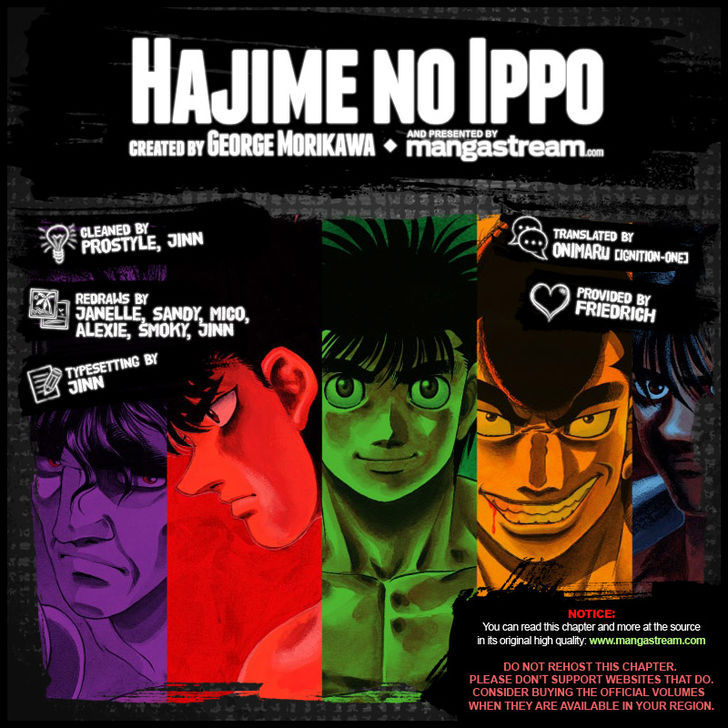 HAJIME NO IPPO
CREATED BY GEORGE MORIKAWA ◆ AND PRESENTED BY mangastream.com
CLEANED BY
PROSTYLE, JINN
REDRAWS BY
JANELLE, SANDY, MICO,
ALEXIE, SMOKY, JINN
TYPESETTING BY
JINN
TRANSLATED BY
ONIMARU [IGNITION-ONE]
PROVIDED BY
FRIEDRICH
NOTICE:
You can read this chapter and more at the source
in its original high quality: www.mangastream.com
DO NOT REHOST THIS CHAPTER.
PLEASE DON'T SUPPORT WEBSITES THAT DO.
CONSIDER BUYING THE OFFICIAL VOLUMES
WHEN THEY ARE AVAILABLE IN YOUR REGION.